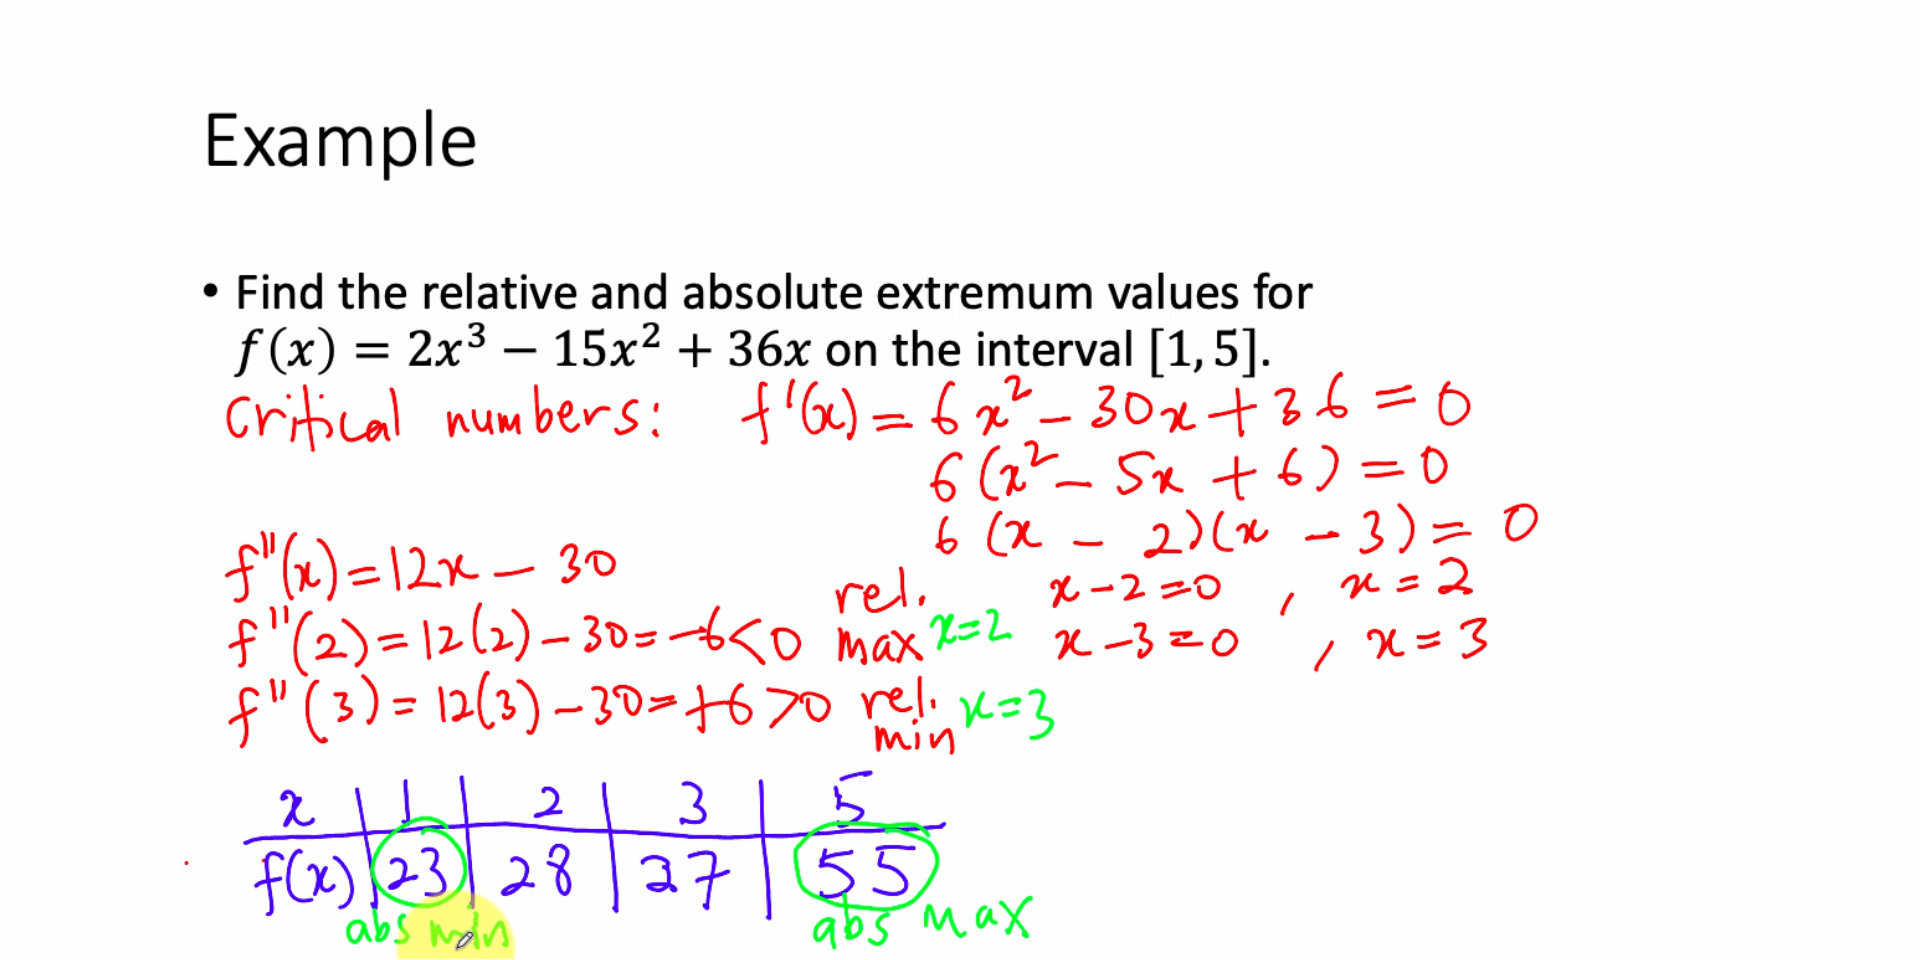 Example
• Find the relative and absolute extremum values for
f(x) = 2x³ − 15x² + 36x on the interval [1, 5].
Critical numbers: f'(x) = 6x² − 30x + 36 = 0
6(x² − 5x + 6) = 0
6(x − 2)(x − 3) = 0
f''(x) = 12x − 30
rel. x − 2 = 0 , x = 2
f''(2) = 12(2) − 30 = −6 < 0 max x = 2 x − 3 = 0 , x = 3
f''(3) = 12(3) − 30 = +6 > 0 rel. x = 3
min
x | 1 | 2 | 3 | 5
f(x) | 23 | 28 | 27 | 55
abs min abs max